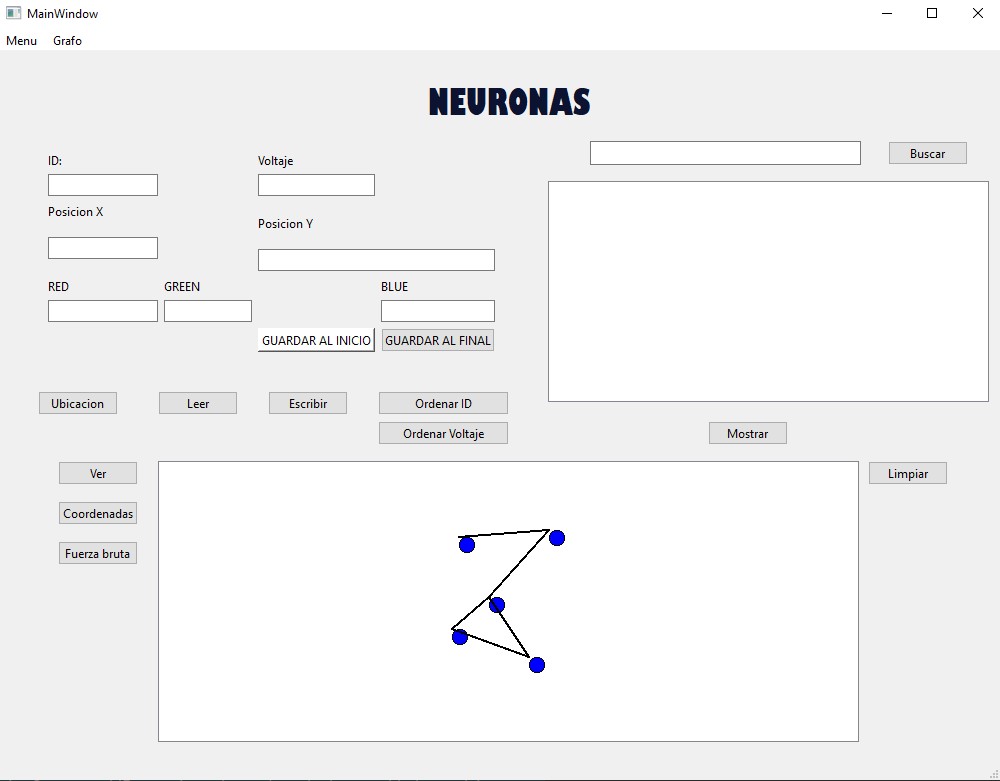 MainWindow
Menu Grafo
NEURONAS
Buscar
ID: Voltaje
Posicion X
Posicion Y
RED GREEN BLUE
GUARDAR AL INICIO GUARDAR AL FINAL
Ubicacion Leer Escribir Ordenar ID
Ordenar Voltaje Mostrar
Ver Limpiar
Coordenadas
Fuerza bruta